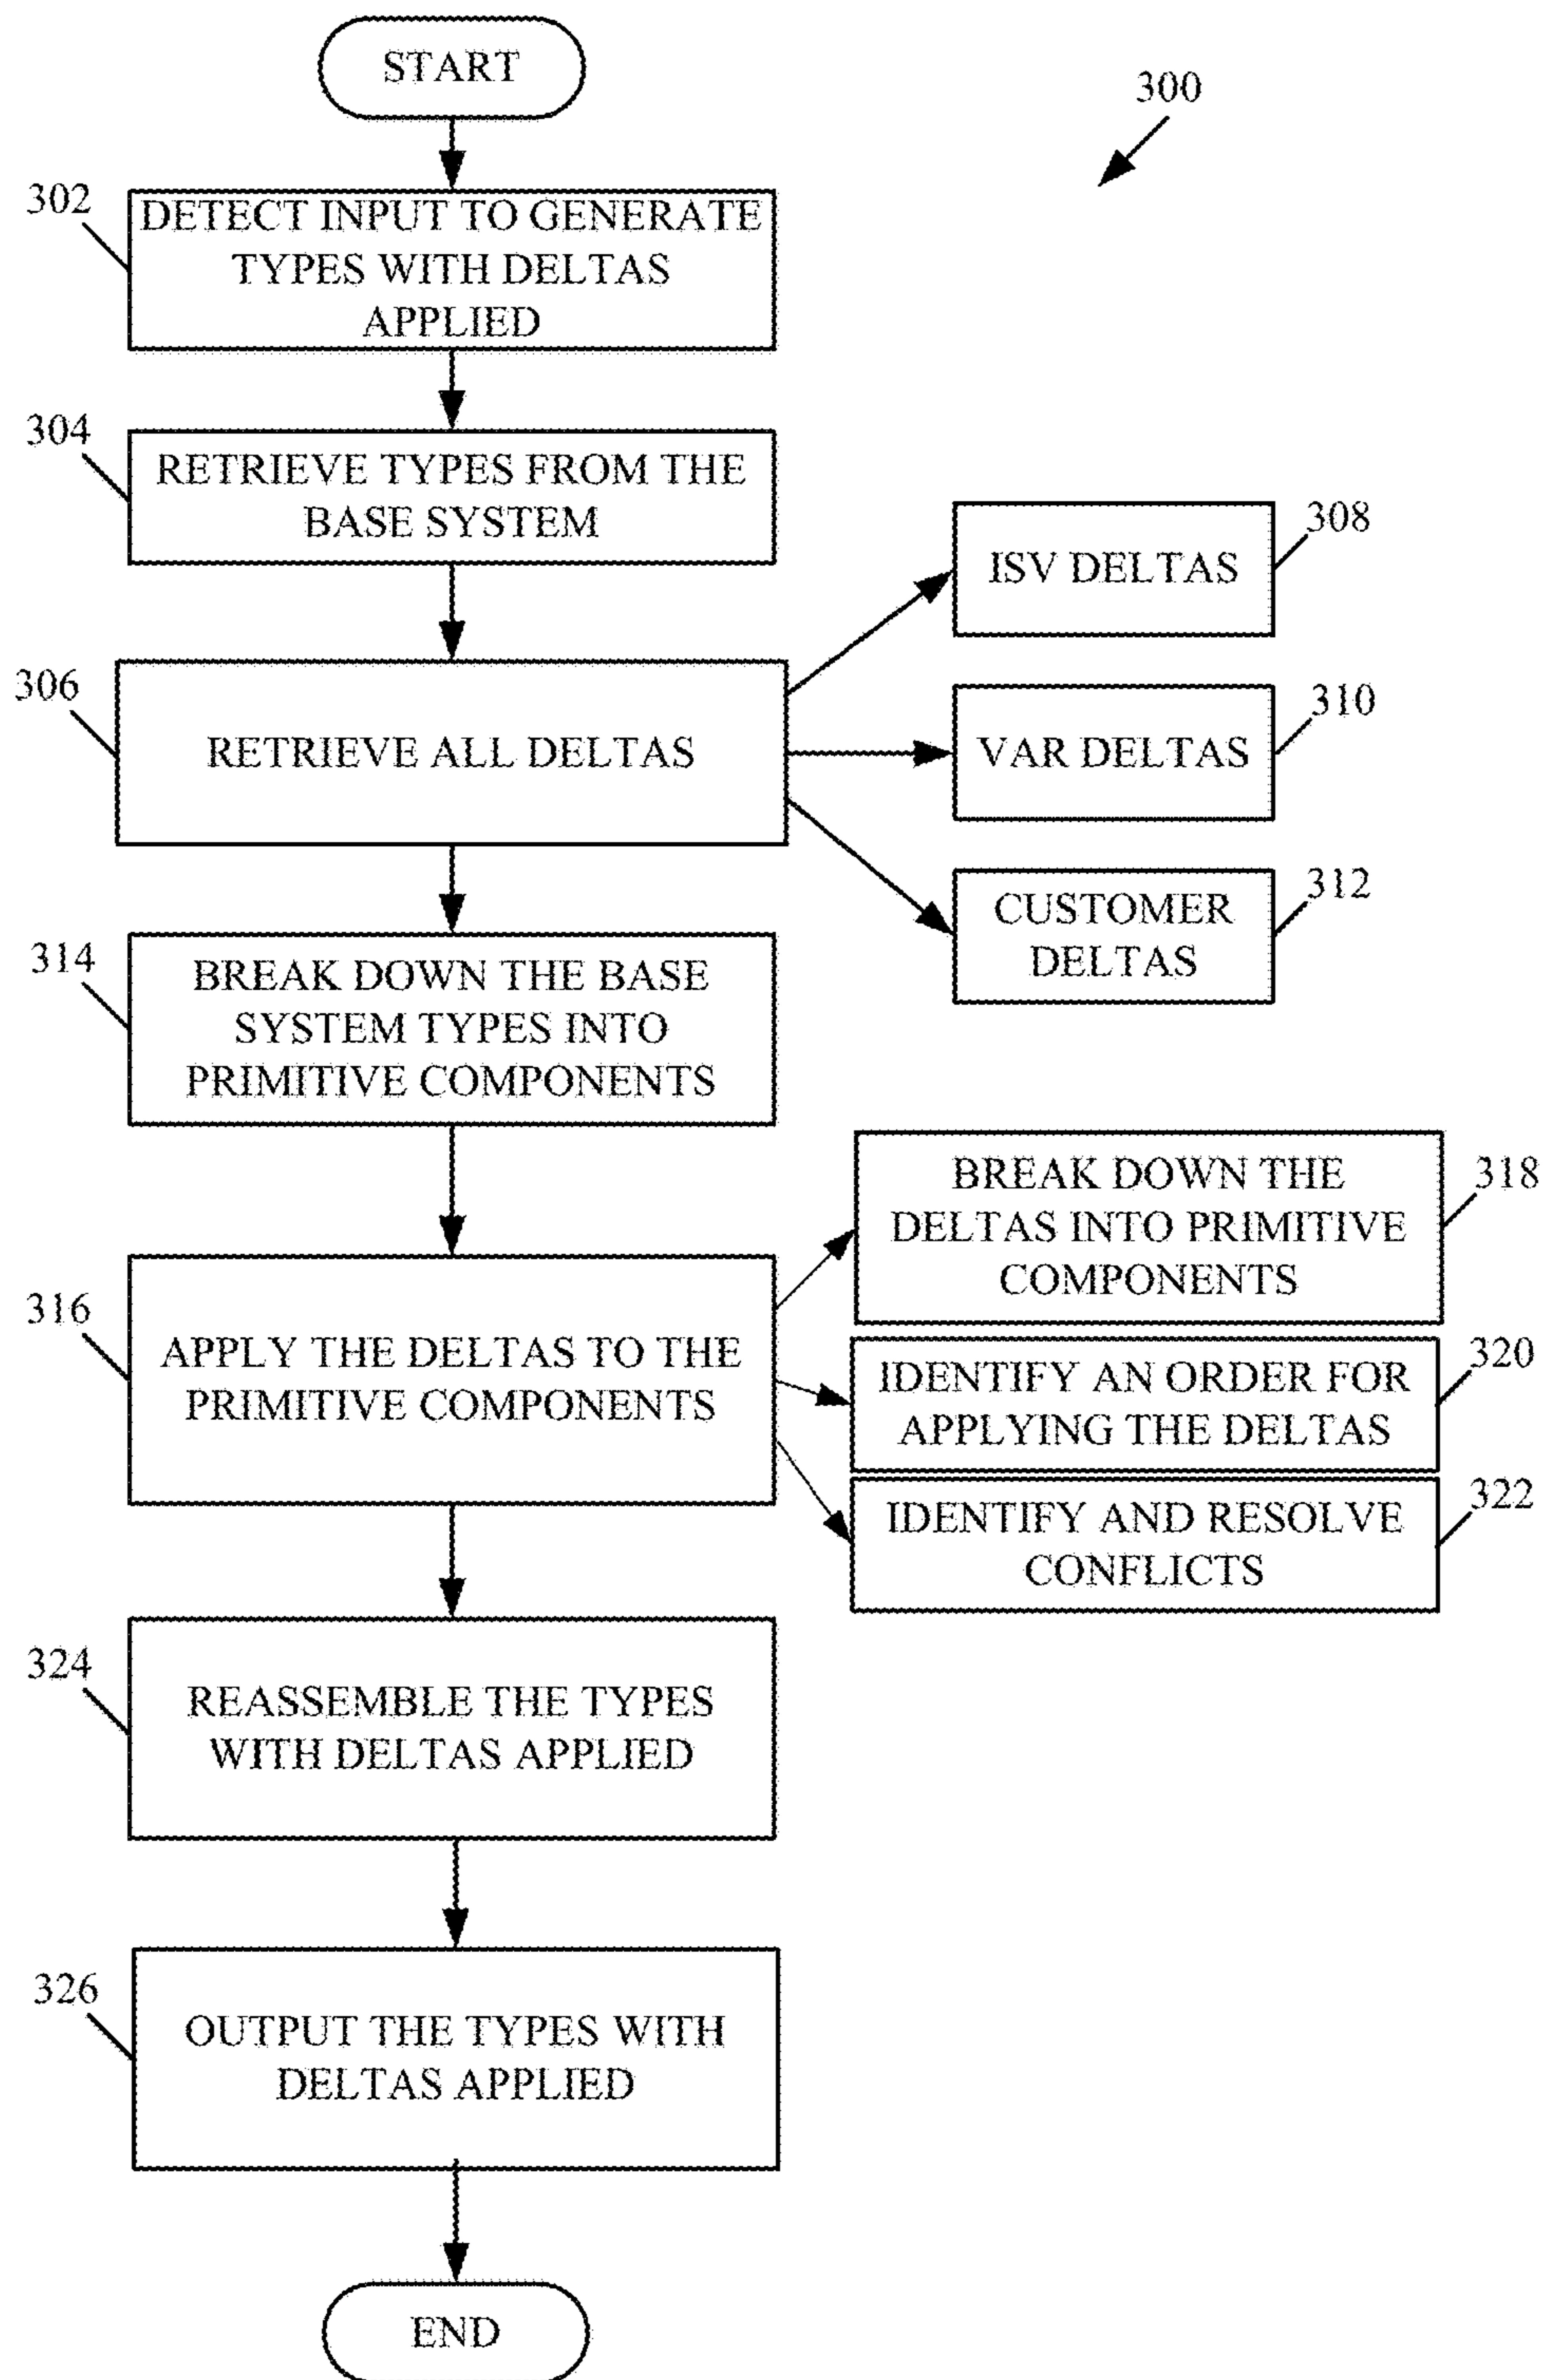 START
300
302
DETECT INPUT TO GENERATE
TYPES WITH DELTAS
APPLIED
304
RETRIEVE TYPES FROM THE
BASE SYSTEM
308
ISV DELTAS
306
RETRIEVE ALL DELTAS
310
VAR DELTAS
312
CUSTOMER
DELTAS
314
BREAK DOWN THE BASE
SYSTEM TYPES INTO
PRIMITIVE COMPONENTS
316
APPLY THE DELTAS TO THE
PRIMITIVE COMPONENTS
318
BREAK DOWN THE
DELTAS INTO PRIMITIVE
COMPONENTS
320
IDENTIFY AN ORDER FOR
APPLYING THE DELTAS
322
IDENTIFY AND RESOLVE
CONFLICTS
324
REASSEMBLE THE TYPES
WITH DELTAS APPLIED
326
OUTPUT THE TYPES WITH
DELTAS APPLIED
END